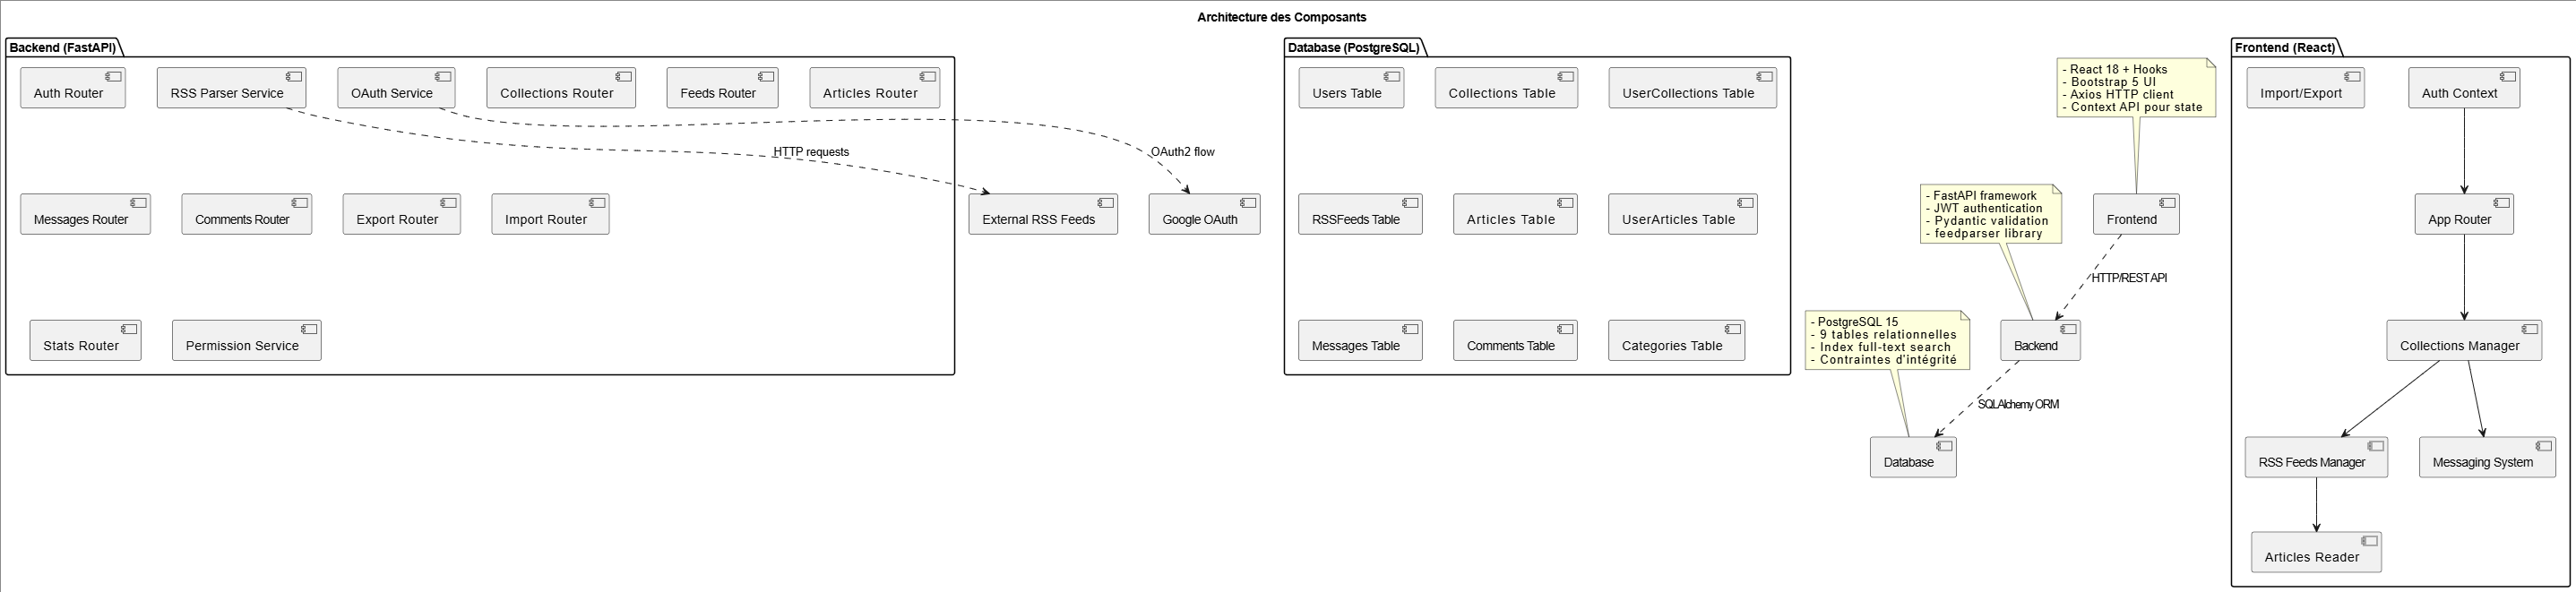 Architecture des Composants
Backend (FastAPI)
Auth Router
RSS Parser Service
OAuth Service
Collections Router
Feeds Router
Articles Router
HTTP requests
OAuth2 flow
Messages Router
Comments Router
Export Router
Import Router
External RSS Feeds
Google OAuth
Stats Router
Permission Service
Database (PostgreSQL)
Users Table
Collections Table
UserCollections Table
RSSFeeds Table
Articles Table
UserArticles Table
Messages Table
Comments Table
Categories Table
- React 18 + Hooks
- Bootstrap 5 UI
- Axios HTTP client
- Context API pour state
- FastAPI framework
- JWT authentication
- Pydantic validation
- feedparser library
Frontend
HTTP/REST API
- PostgreSQL 15
- 9 tables relationnelles
- Index full-text search
- Contraintes d'intégrité
Backend
SQLAlchemy ORM
Database
Frontend (React)
Import/Export
Auth Context
App Router
Collections Manager
RSS Feeds Manager
Messaging System
Articles Reader